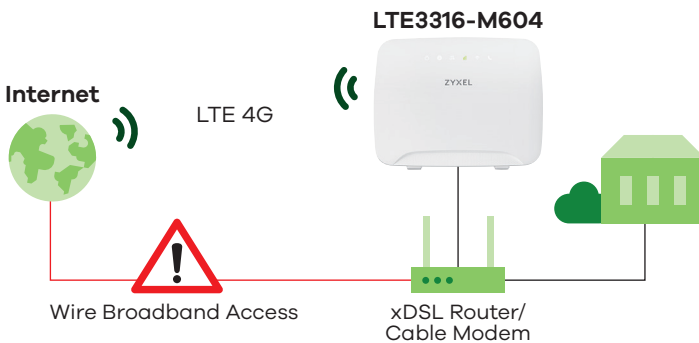 LTE3316-M604
ZYXEL
Internet
LTE 4G
Wire Broadband Access
xDSL Router/
Cable Modem